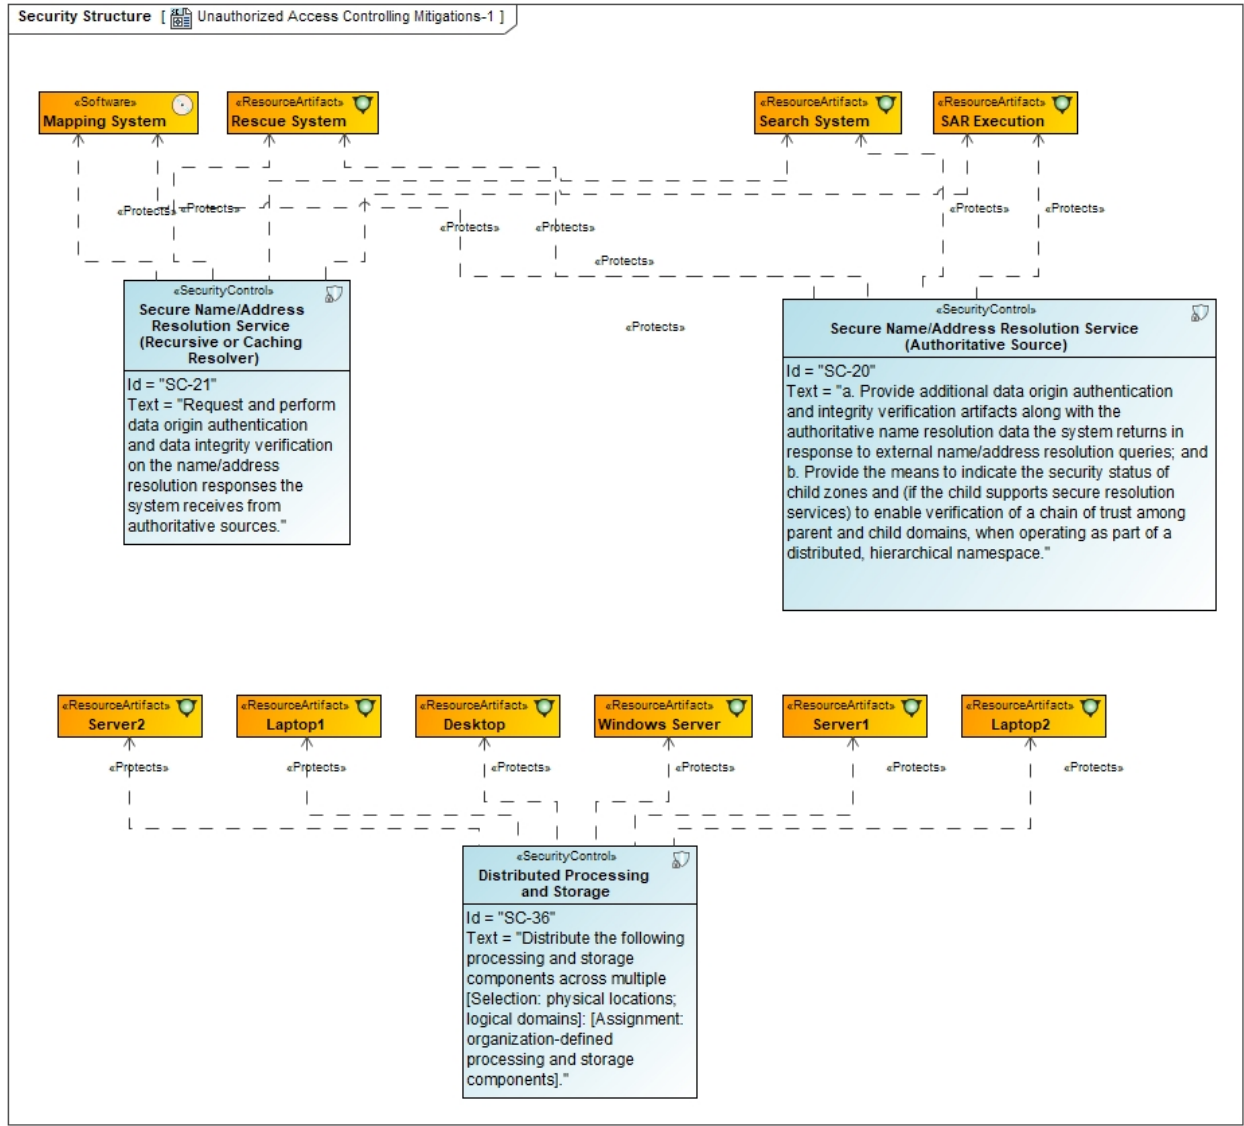 Security Structure [ Unauthorized Access Controlling Mitigations-1 ]
«Software»
Mapping System
«ResourceArtifact»
Rescue System
«ResourceArtifact»
Search System
«ResourceArtifact»
SAR Execution
«Protects»
«Protects»
«Protects»
«Protects»
«Protects»
«Protects»
«Protects»
«Protects»
«SecurityControl»
Secure Name/Address
Resolution Service
(Recursive or Caching
Resolver)
Id = "SC-21"
Text = "Request and perform
data origin authentication
and data integrity verification
on the name/address
resolution responses the
system receives from
authoritative sources."
«SecurityControl»
Secure Name/Address Resolution Service
(Authoritative Source)
Id = "SC-20"
Text = "a. Provide additional data origin authentication
and integrity verification artifacts along with the
authoritative name resolution data the system returns in
response to external name/address resolution queries; and
b. Provide the means to indicate the security status of
child zones and (if the child supports secure resolution
services) to enable verification of a chain of trust among
parent and child domains, when operating as part of a
distributed, hierarchical namespace."
«ResourceArtifact»
Server2
«ResourceArtifact»
Laptop1
«ResourceArtifact»
Desktop
«ResourceArtifact»
Windows Server
«ResourceArtifact»
Server1
«ResourceArtifact»
Laptop2
«Protects»
«Protects»
«Protects»
«Protects»
«Protects»
«Protects»
«SecurityControl»
Distributed Processing
and Storage
Id = "SC-36"
Text = "Distribute the following
processing and storage
components across multiple
[Selection: physical locations;
logical domains]: [Assignment:
organization-defined
processing and storage
components]."